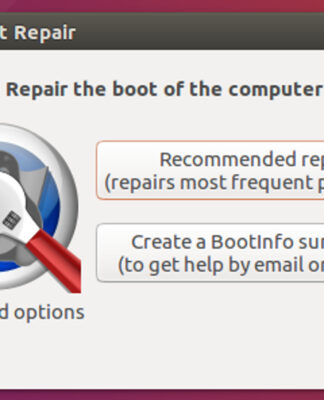 t Repair
Repair the boot of the computer
Recommended rep
(repairs most frequent p
Create a BootInfo sum
(to get help by email or
d options